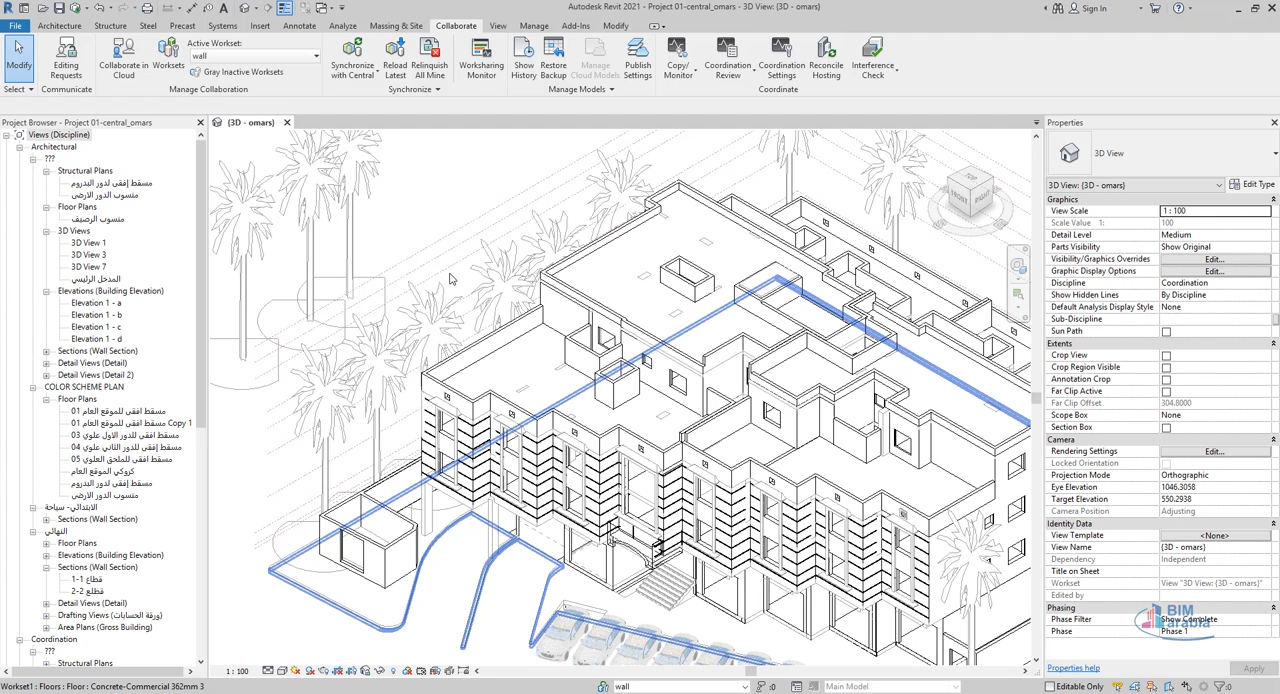 Autodesk Revit 2021 - Project 01-central_omars - 3D View: {3D - omars}
Sign In
File Architecture Structure Steel Precast Systems Insert Annotate Analyze Massing & Site Collaborate View Manage Add-Ins Modify
Modify
Editing Requests
Collaborate in Cloud
Worksets
Active Workset:
wall
Gray Inactive Worksets
Synchronize with Central
Reload Latest
Relinquish All Mine
Worksharing Monitor
Show History
Restore Backup
Manage Cloud Models
Publish Settings
Copy/ Monitor
Coordination Review
Coordination Settings
Reconcile Hosting
Interference Check
Select Communicate Manage Collaboration Synchronize Manage Models Coordinate
Project Browser - Project 01-central_omars
Views (Discipline)
Architectural
???
Structural Plans
مسقط إفقى لدور البدروم
منسوب الدور الارضى
Floor Plans
منسوب الرصيف
3D Views
3D View 1
3D View 3
3D View 7
المدخل الرئيسي
Elevations (Building Elevation)
Elevation 1 - a
Elevation 1 - b
Elevation 1 - c
Elevation 1 - d
Sections (Wall Section)
Detail Views (Detail)
Detail Views (Detail 2)
COLOR SCHEME PLAN
Floor Plans
01 مسقط افقى للموقع العام
01 مسقط افقى للموقع العام Copy 1
03 مسقط افقى للدور الاول علوي
04 مسقط إفقى للدور الثاني علوي
05 مسقط افقى للملحق العلوي
كروكي الموقع العام
مسقط إفقى لدور البدروم
منسوب الدور الارضى
الابتدائي- سباحة
Sections (Wall Section)
النهائي
Floor Plans
Elevations (Building Elevation)
Sections (Wall Section)
قطاع 1-1
قطلع 2-2
Detail Views (Detail)
Drafting Views (ورقة الحسابات)
Area Plans (Gross Building)
Coordination
???
Structural Plans
{3D - omars}
TOP
FRONT
RIGHT
Properties
3D View
3D View: {3D - omars}
Edit Type
Graphics
View Scale 1 : 100
Scale Value 1: 100
Detail Level Medium
Parts Visibility Show Original
Visibility/Graphics Overrides Edit...
Graphic Display Options Edit...
Discipline Coordination
Show Hidden Lines By Discipline
Default Analysis Display Style None
Sub-Discipline
Sun Path
Extents
Crop View
Crop Region Visible
Annotation Crop
Far Clip Active
Far Clip Offset 304.8000
Scope Box None
Section Box
Camera
Rendering Settings Edit...
Locked Orientation
Projection Mode Orthographic
Eye Elevation 1046.3058
Target Elevation 550.2938
Camera Position Adjusting
Identity Data
View Template <None>
View Name {3D - omars}
Dependency Independent
Title on Sheet
Workset View "3D View: {3D - omars}"
Edited by
Phasing
Phase Filter Show Complete
Phase Phase 1
BIM
arabia
Properties help
Apply
1 : 100
Workset1 : Floors : Floor : Concrete-Commercial 362mm 3
wall
:0
Main Model
Editable Only
:0